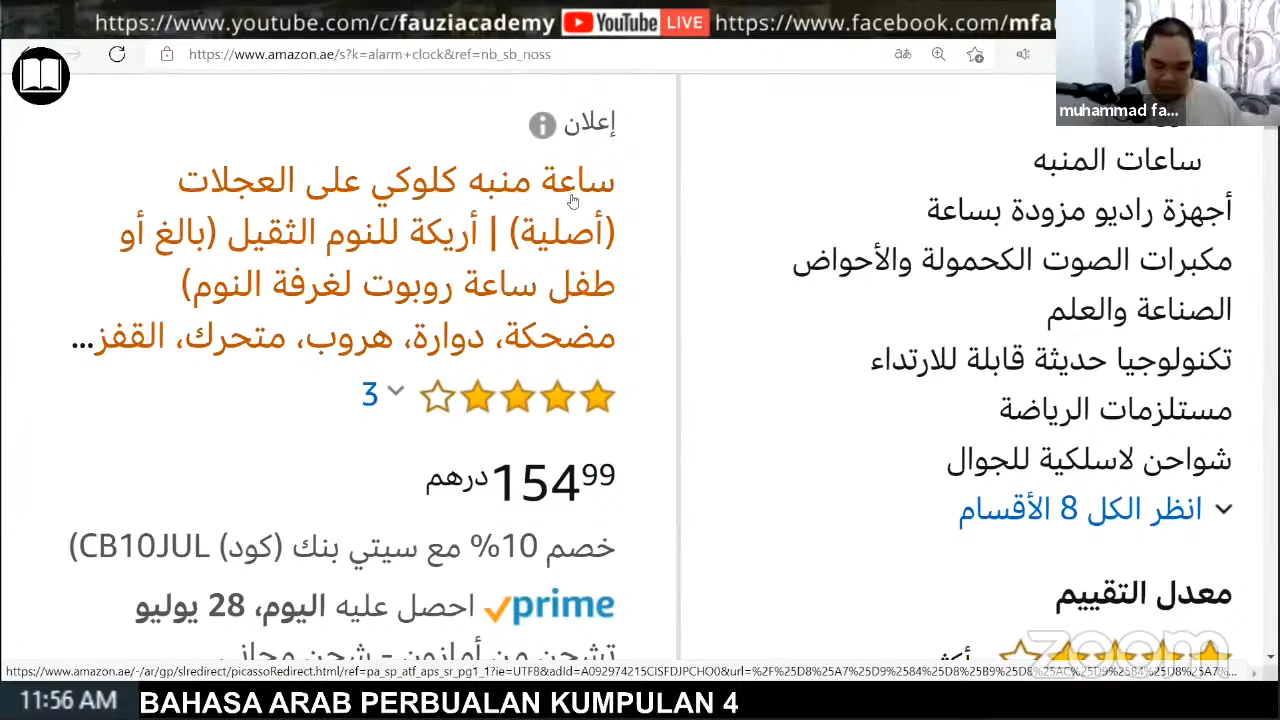 https://www.youtube.com/c/fauziacademy YouTube LIVE https://www.facebook.com/mfau
https://www.amazon.ae/s?k=alarm+clock&ref=nb_sb_noss
muhammad fa...
إعلان
ساعة منبه كلوكي على العجلات
(أصلية) | أريكة للنوم الثقيل (بالغ أو
طفل ساعة روبوت لغرفة النوم)
مضحكة، دوارة، هروب، متحرك، القفز...
3
154⁹⁹ درهم
خصم 10% مع سيتي بنك (كود) CB10JUL)
prime احصل عليه اليوم، 28 يوليو
تشحن من أمازون - شحن مجاني
ساعات المنبه
أجهزة راديو مزودة بساعة
مكبرات الصوت الكحمولة والأحواض
الصناعة والعلم
تكنولوجيا حديثة قابلة للارتداء
مستلزمات الرياضة
شواحن لاسلكية للجوال
انظر الكل 8 الأقسام
معدل التقييم
zoom
11:56 AM BAHASA ARAB PERBUALAN KUMPULAN 4